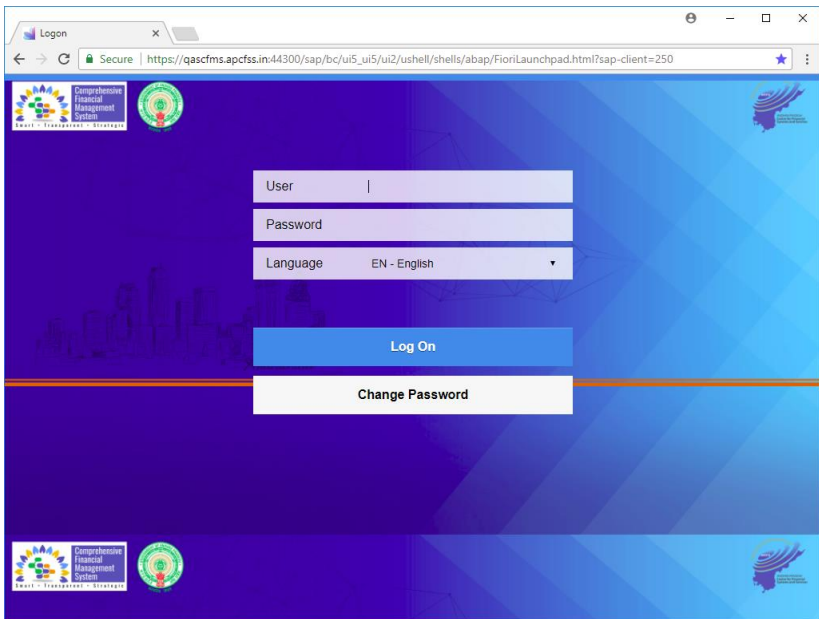 Logon
Secure | https://qascfms.apcfss.in:44300/sap/bc/ui5_ui5/ui2/ushell/shells/abap/FioriLaunchpad.html?sap-client=250
Comprehensive
Financial
Management
System
Smart - Transparent - Strategic
User
Password
Language EN - English
Log On
Change Password
Comprehensive
Financial
Management
System
Smart - Transparent - Strategic